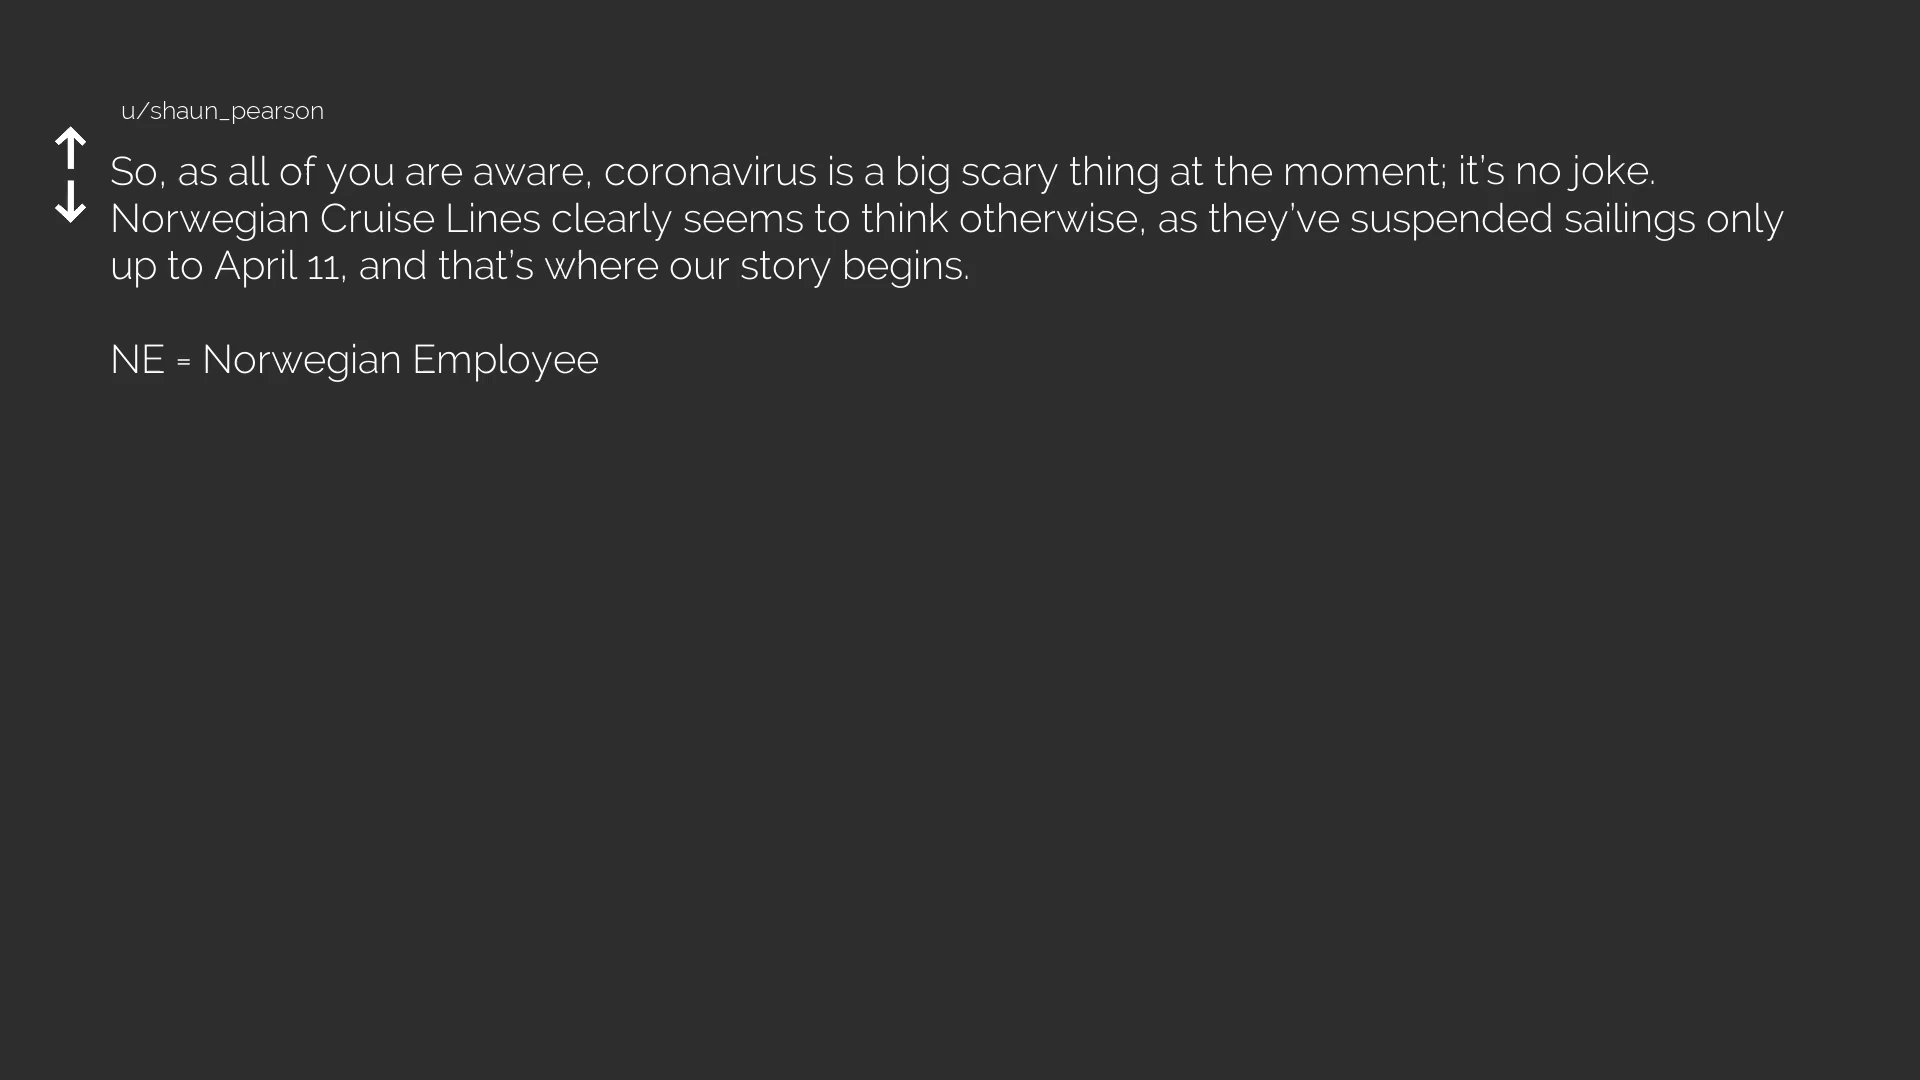 u/shaun_pearson
So, as all of you are aware, coronavirus is a big scary thing at the moment; it’s no joke.
Norwegian Cruise Lines clearly seems to think otherwise, as they’ve suspended sailings only
up to April 11, and that’s where our story begins.
NE = Norwegian Employee